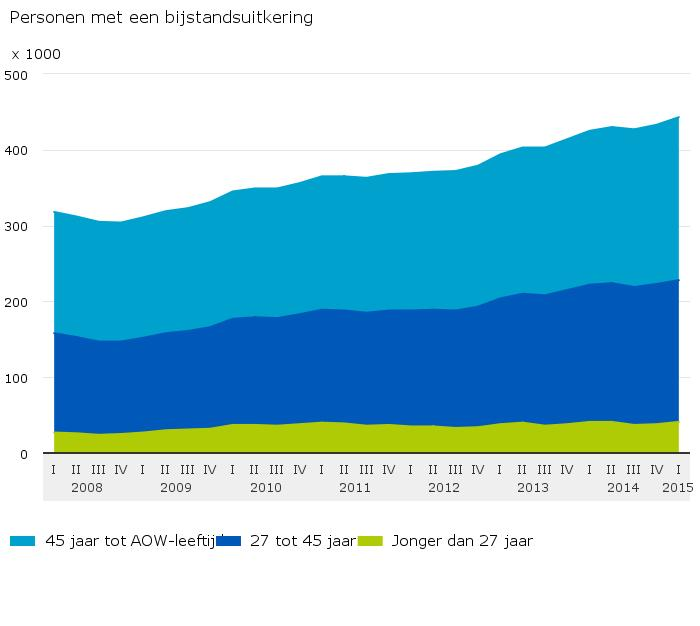 Personen met een bijstandsuitkering
x 1000
500
400
300
200
100
0
I II III IV I II III IV I II III IV I II III IV I II III IV I II III IV I II III IV I
2008 2009 2010 2011 2012 2013 2014 2015
45 jaar tot AOW-leeftij 27 tot 45 jaar Jonger dan 27 jaar